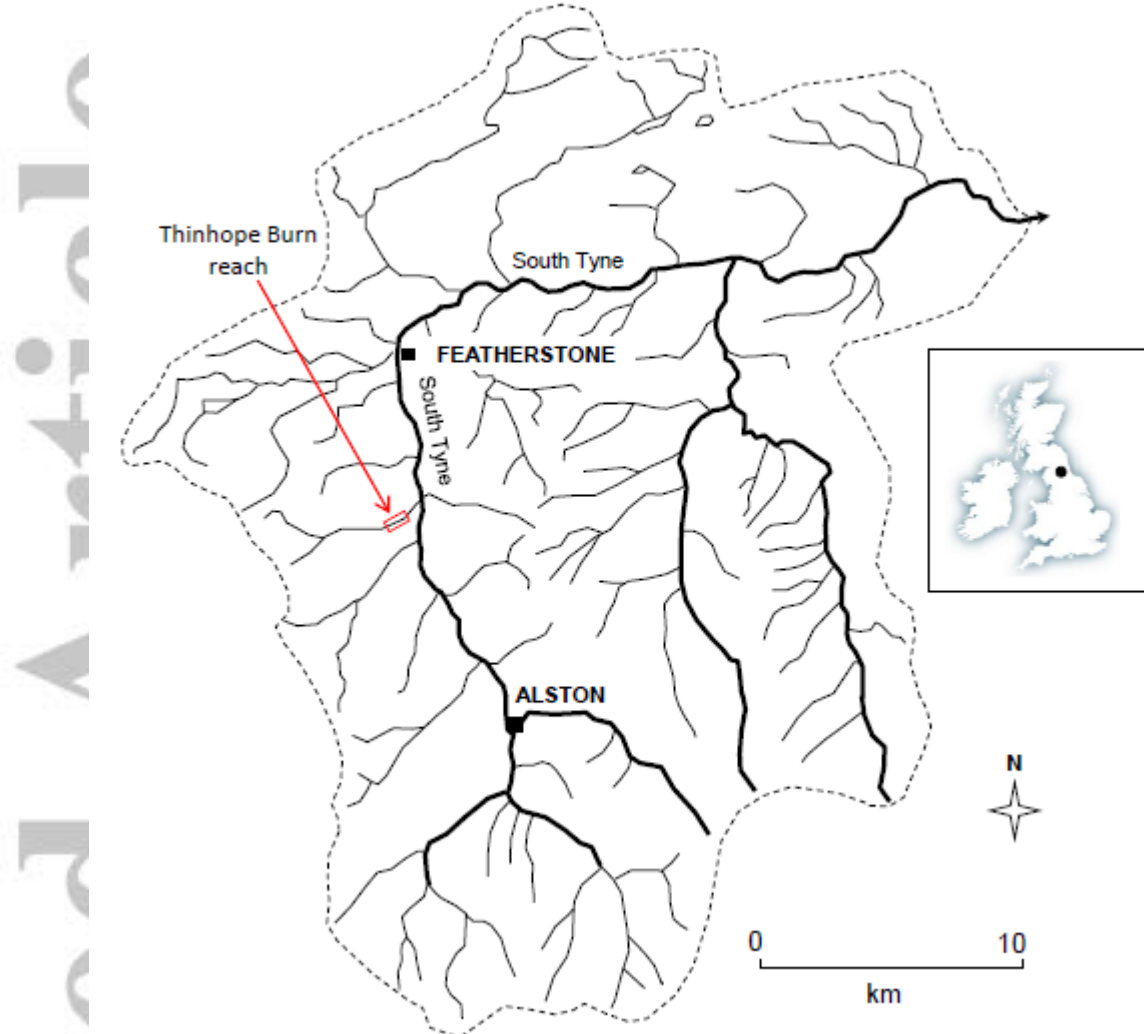 Thinhope Burn
reach
South Tyne
FEATHERSTONE
South Tyne
ALSTON
N
0 10
km